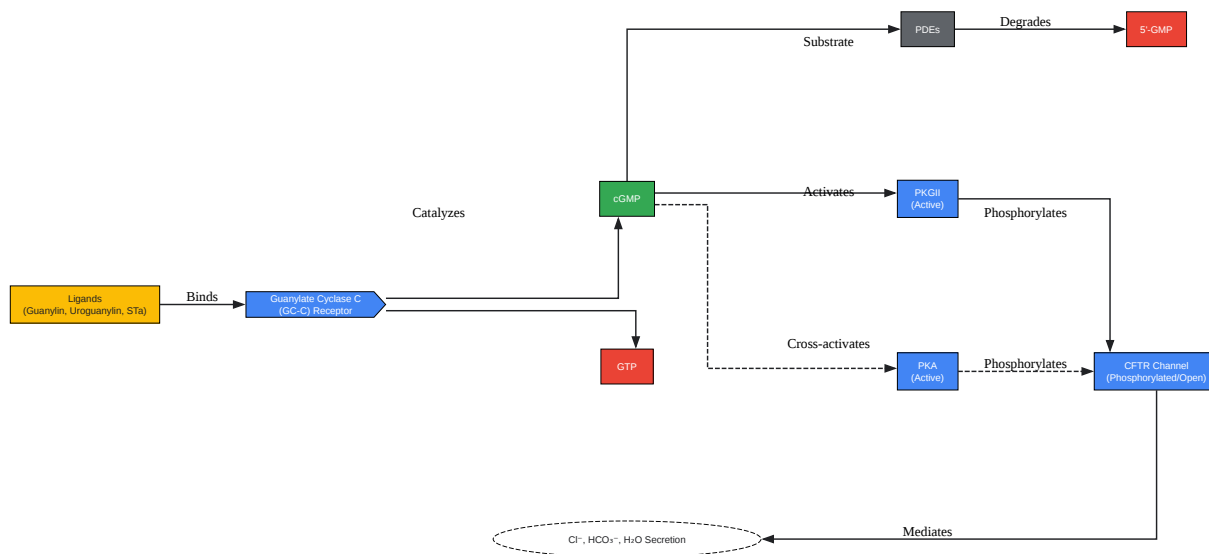 PDEs
Degrades
5'-GMP
Substrate
cGMP
Activates
PKGII
(Active)
Catalyzes
Phosphorylates
Ligands
(Guanylin, Uroguanylin, STa)
Binds
Guanylate Cyclase C
(GC-C) Receptor
Cross-activates
GTP
PKA
(Active)
Phosphorylates
CFTR Channel
(Phosphorylated/Open)
Mediates
Cl⁻, HCO₃⁻, H₂O Secretion